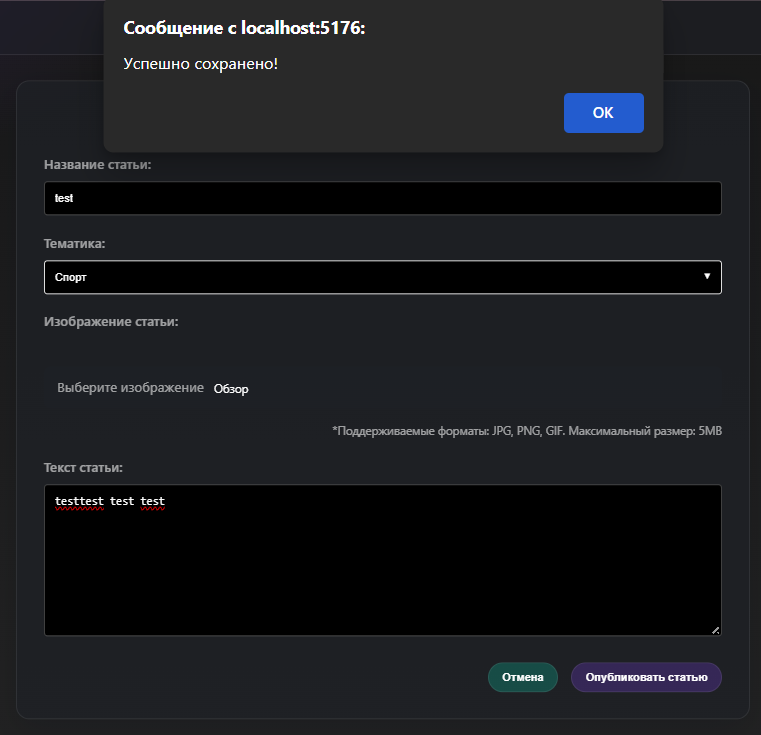 Сообщение с localhost:5176:
Успешно сохранено!
OK
Название статьи:
test
Тематика:
Спорт
Изображение статьи:
Выберите изображение Обзор
*Поддерживаемые форматы: JPG, PNG, GIF. Максимальный размер: 5MB
Текст статьи:
testtest test test
Отмена Опубликовать статью